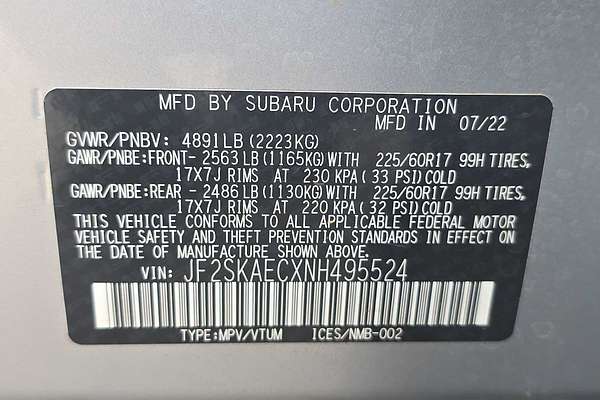 MFD BY SUBARU CORPORATION
MFD IN 07/22
GVWR/PNBV: 4891LB (2223KG)
GAWR/PNBE:FRONT- 2563LB (1165KG) WITH 225/60R17 99H TIRES,
17X7J RIMS AT 230 KPA (33 PSI) COLD
GAWR/PNBE:REAR - 2486LB (1130KG) WITH 225/60R17 99H TIRES,
17X7J RIMS AT 220 KPA (32 PSI) COLD
THIS VEHICLE CONFORMS TO ALL APPLICABLE FEDERAL MOTOR
VEHICLE SAFETY AND THEFT PREVENTION STANDARDS IN EFFECT ON
THE DATE OF MANUFACTURE SHOWN ABOVE.
VIN: JF2SKAECXNH495524
TYPE:MPV/VTUM ICES/NMB-002